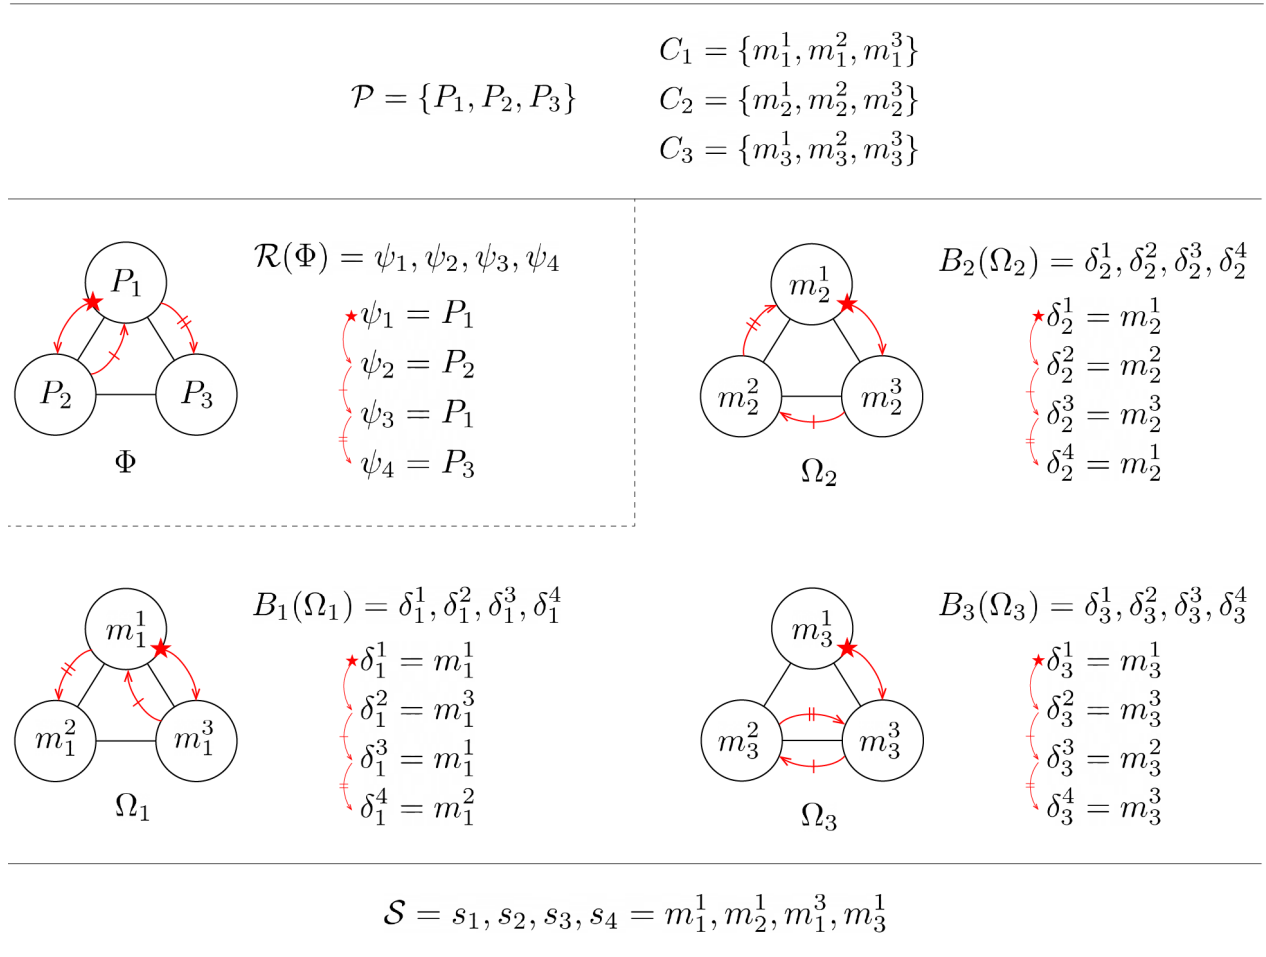 𝒫 = {P₁, P₂, P₃}
C₁ = {m₁¹, m₁², m₁³}
C₂ = {m₂¹, m₂², m₂³}
C₃ = {m₃¹, m₃², m₃³}
P₁
P₂
P₃
Φ
ℛ(Φ) = ψ₁, ψ₂, ψ₃, ψ₄
ψ₁ = P₁
ψ₂ = P₂
ψ₃ = P₁
ψ₄ = P₃
m₂¹
m₂²
m₂³
Ω₂
B₂(Ω₂) = δ₂¹, δ₂², δ₂³, δ₂⁴
δ₂¹ = m₂¹
δ₂² = m₂²
δ₂³ = m₂³
δ₂⁴ = m₂¹
m₁¹
m₁²
m₁³
Ω₁
B₁(Ω₁) = δ₁¹, δ₁², δ₁³, δ₁⁴
δ₁¹ = m₁¹
δ₁² = m₁³
δ₁³ = m₁¹
δ₁⁴ = m₁²
m₃¹
m₃²
m₃³
Ω₃
B₃(Ω₃) = δ₃¹, δ₃², δ₃³, δ₃⁴
δ₃¹ = m₃¹
δ₃² = m₃³
δ₃³ = m₃²
δ₃⁴ = m₃³
𝒮 = s₁, s₂, s₃, s₄ = m₁¹, m₂¹, m₁³, m₃¹